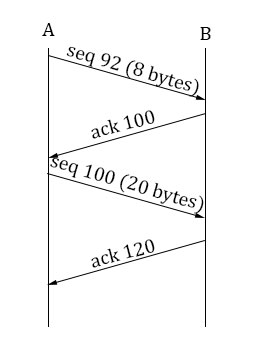 A
B
seq 92 (8 bytes)
ack 100
seq 100 (20 bytes)
ack 120